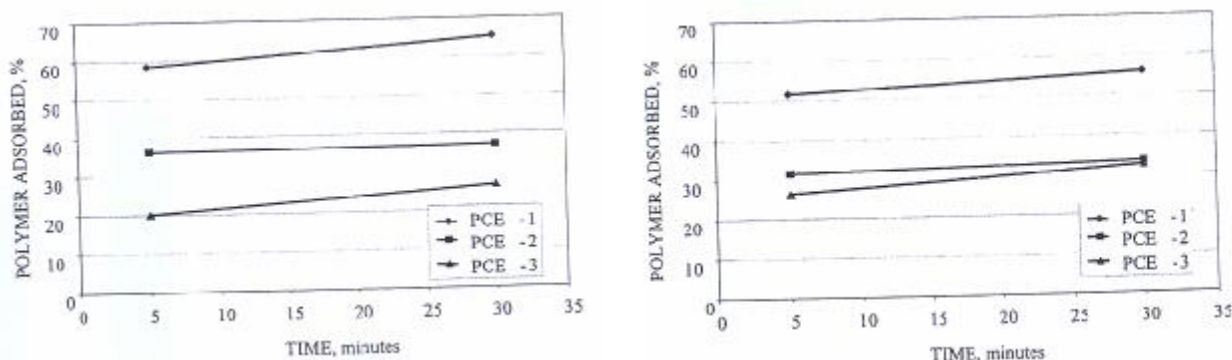 POLYMER ADSORBED, %
70
60
50
40
30
20
10
0
0 5 10 15 20 25 30 35
TIME, minutes
PCE -1
PCE -2
PCE -3
POLYMER ADSORBED, %
70
60
50
40
30
20
10
0
0 5 10 15 20 25 30 35
TIME, minutes
PCE -1
PCE -2
PCE -3